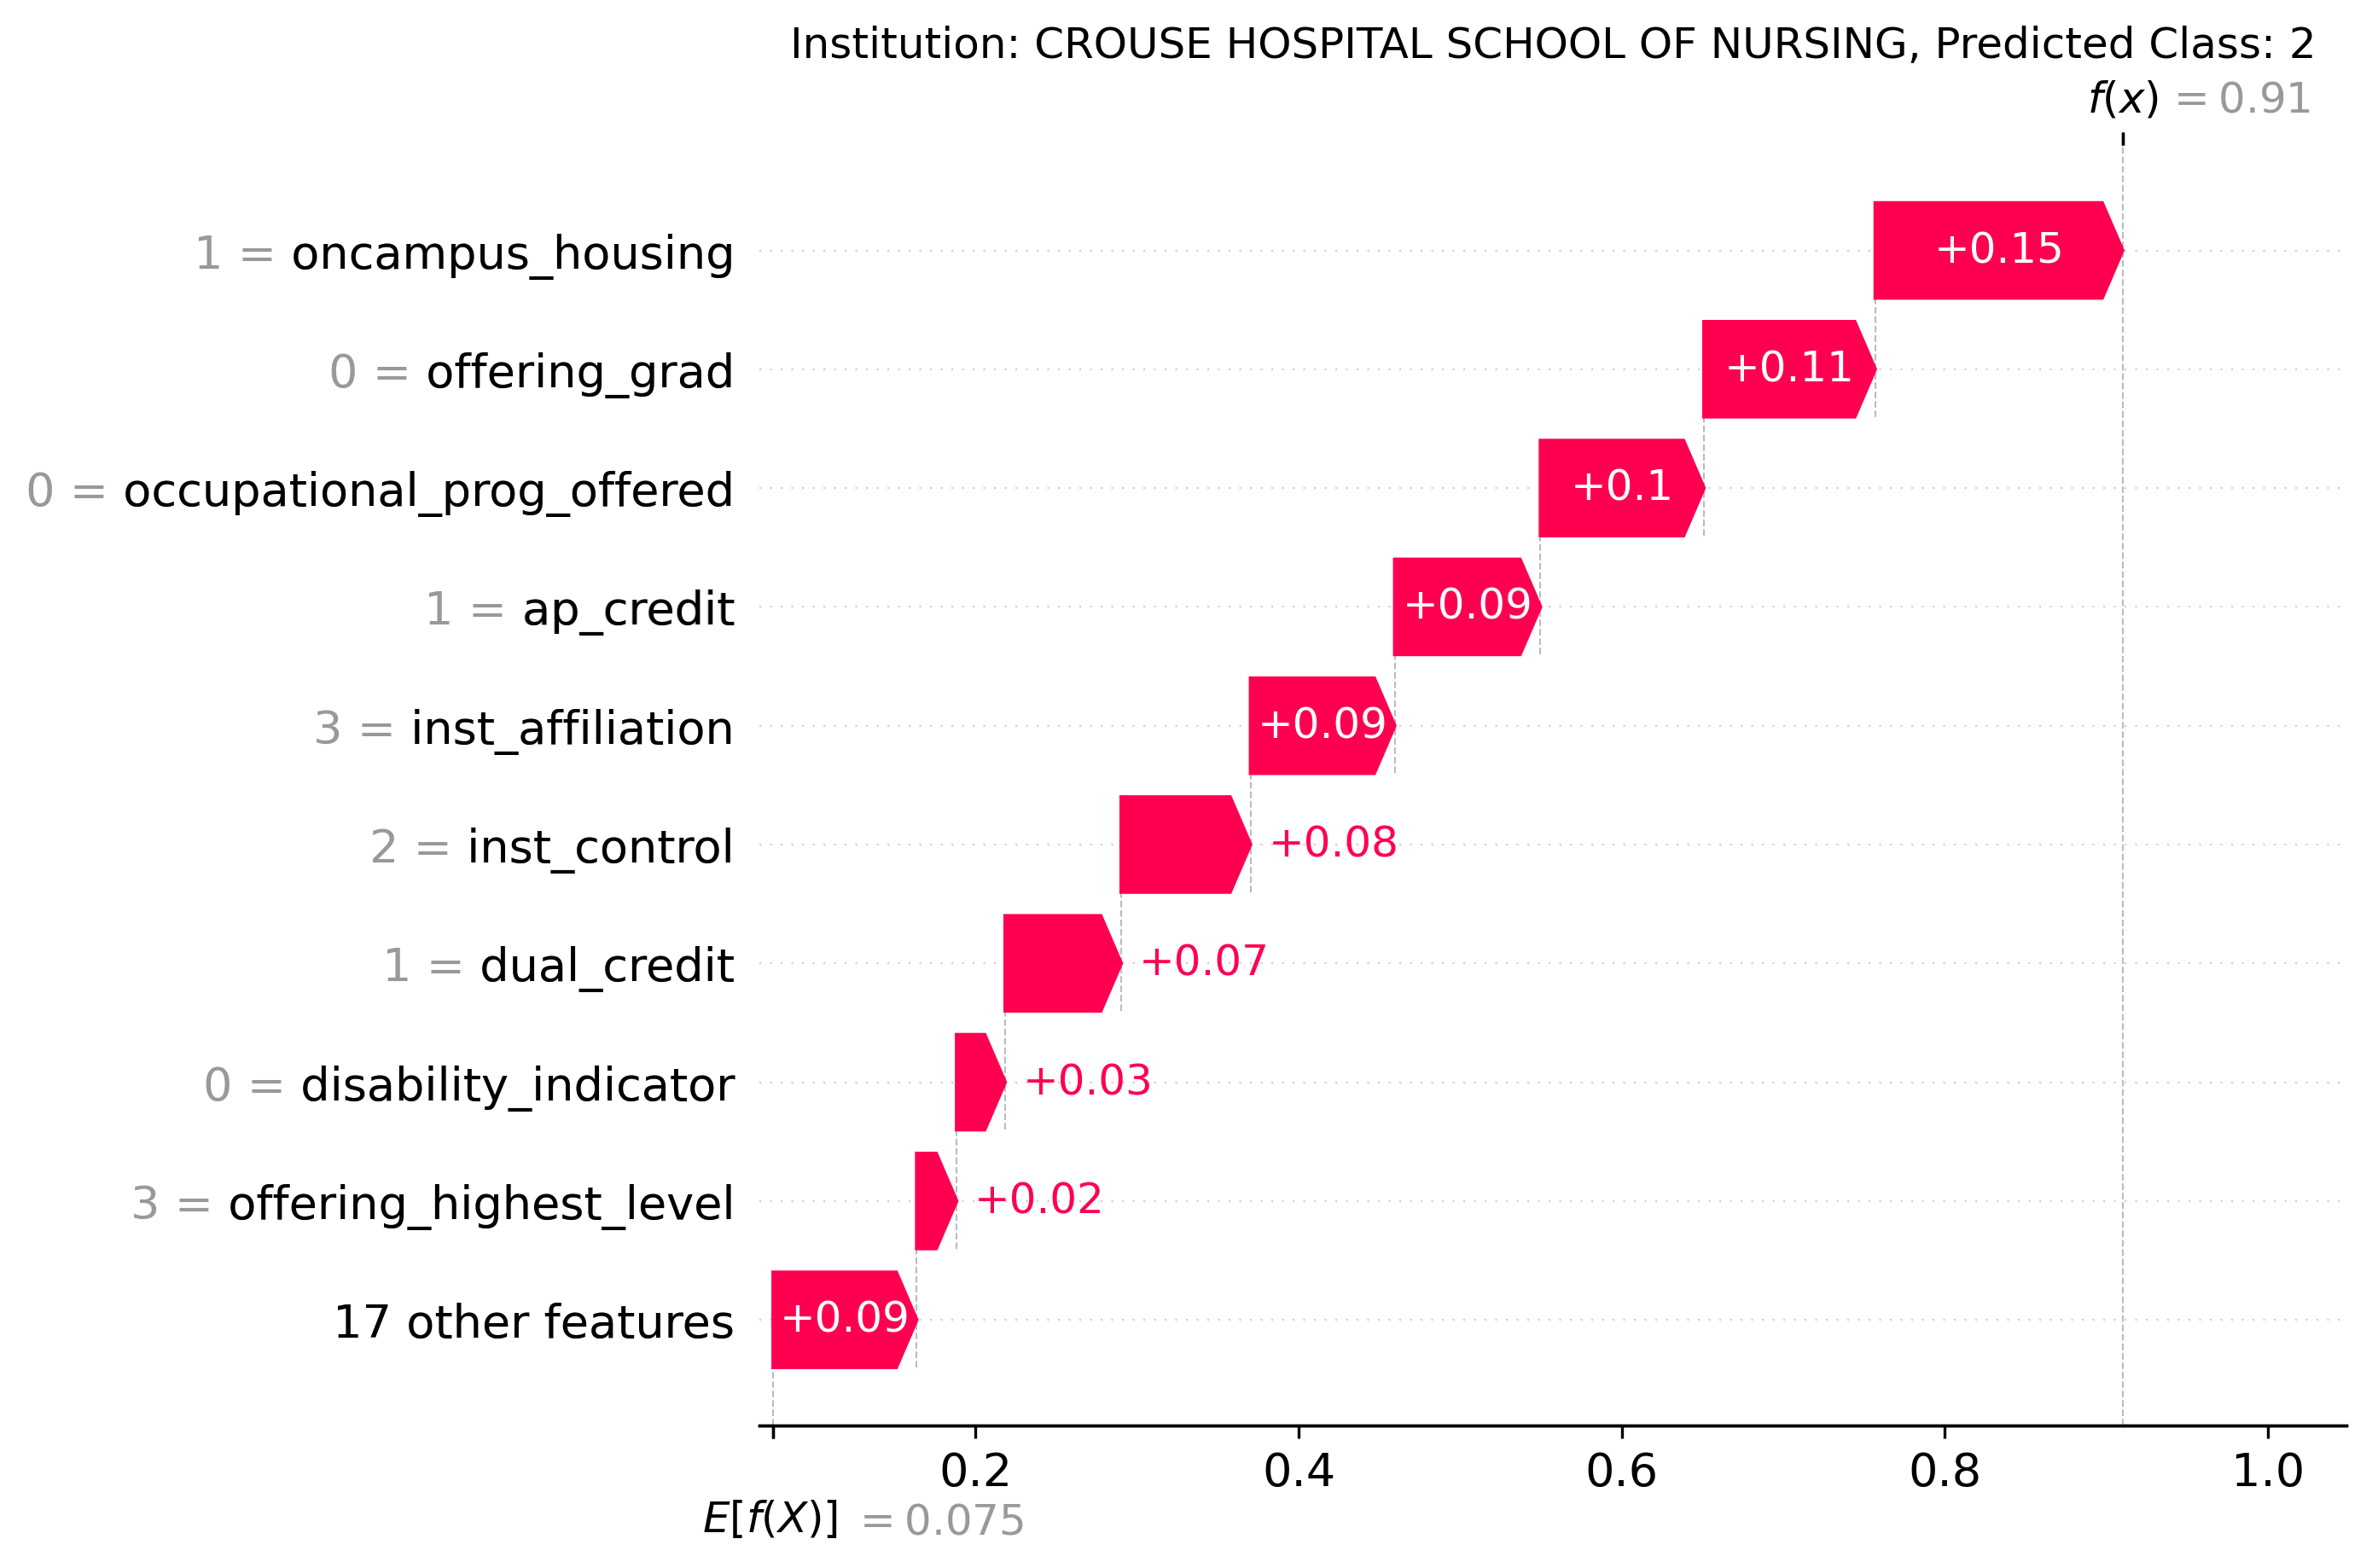 Institution: CROUSE HOSPITAL SCHOOL OF NURSING, Predicted Class: 2
f(x) = 0.91
1 = oncampus_housing +0.15
0 = offering_grad +0.11
0 = occupational_prog_offered +0.1
1 = ap_credit +0.09
3 = inst_affiliation +0.09
2 = inst_control +0.08
1 = dual_credit +0.07
0 = disability_indicator +0.03
3 = offering_highest_level +0.02
17 other features +0.09
0.2 0.4 0.6 0.8 1.0
E[f(X)] = 0.075